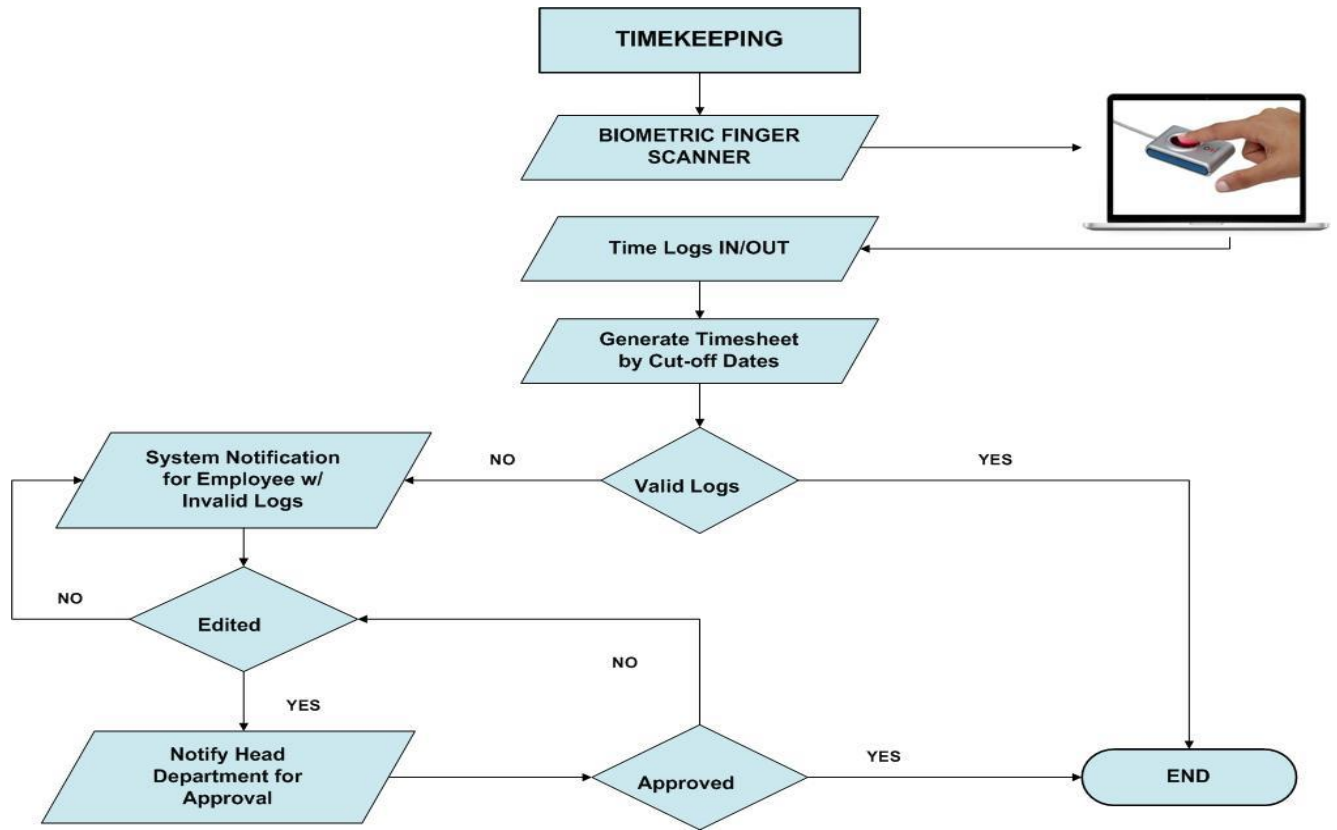 TIMEKEEPING
BIOMETRIC FINGER
SCANNER
Time Logs IN/OUT
Generate Timesheet
by Cut-off Dates
System Notification
for Employee w/
Invalid Logs
NO
Valid Logs
YES
NO
Edited
NO
YES
Notify Head
Department for
Approval
Approved
YES
END